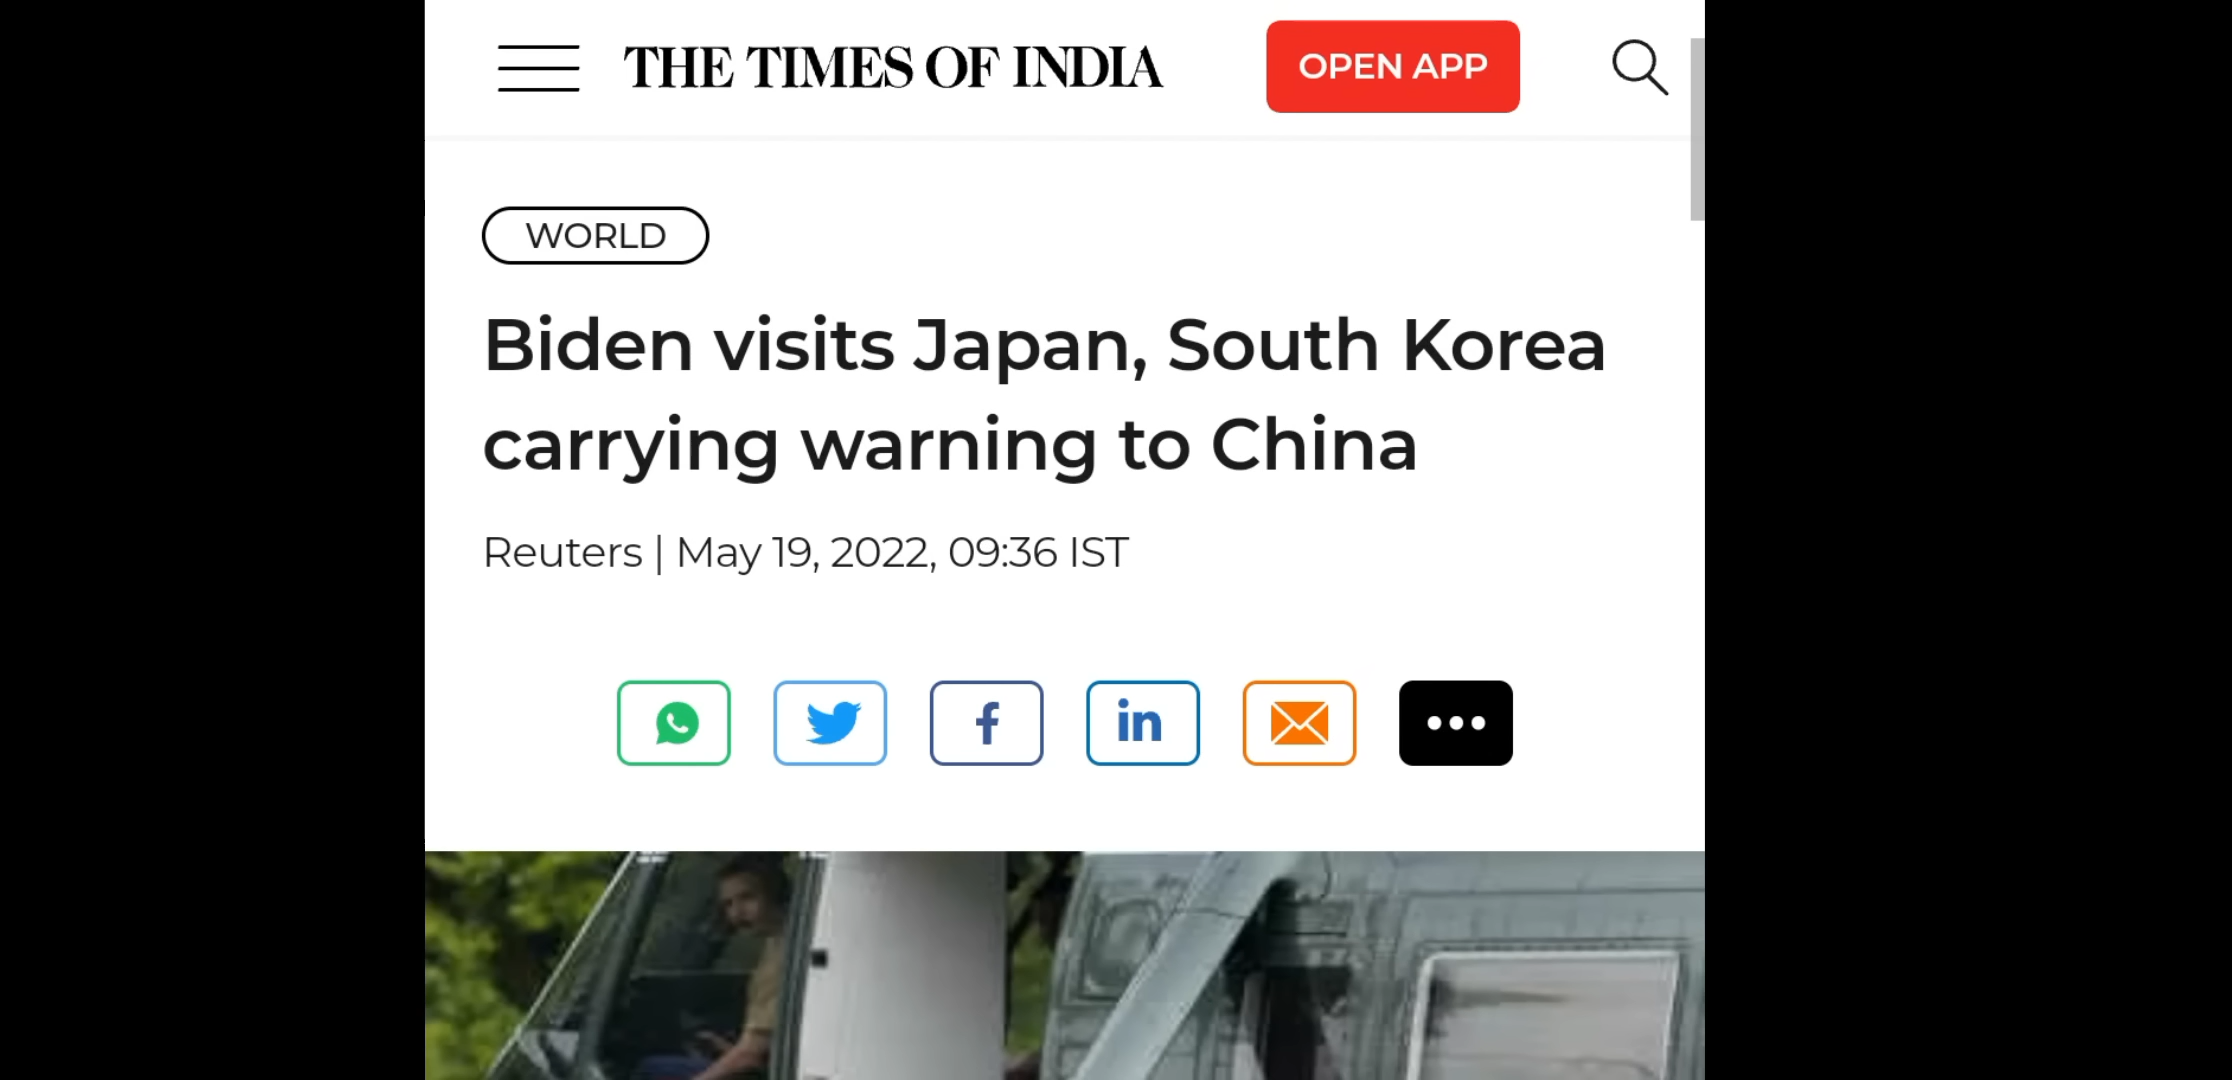 THE TIMES OF INDIA
OPEN APP
WORLD
Biden visits Japan, South Korea
carrying warning to China
Reuters | May 19, 2022, 09:36 IST
f
in